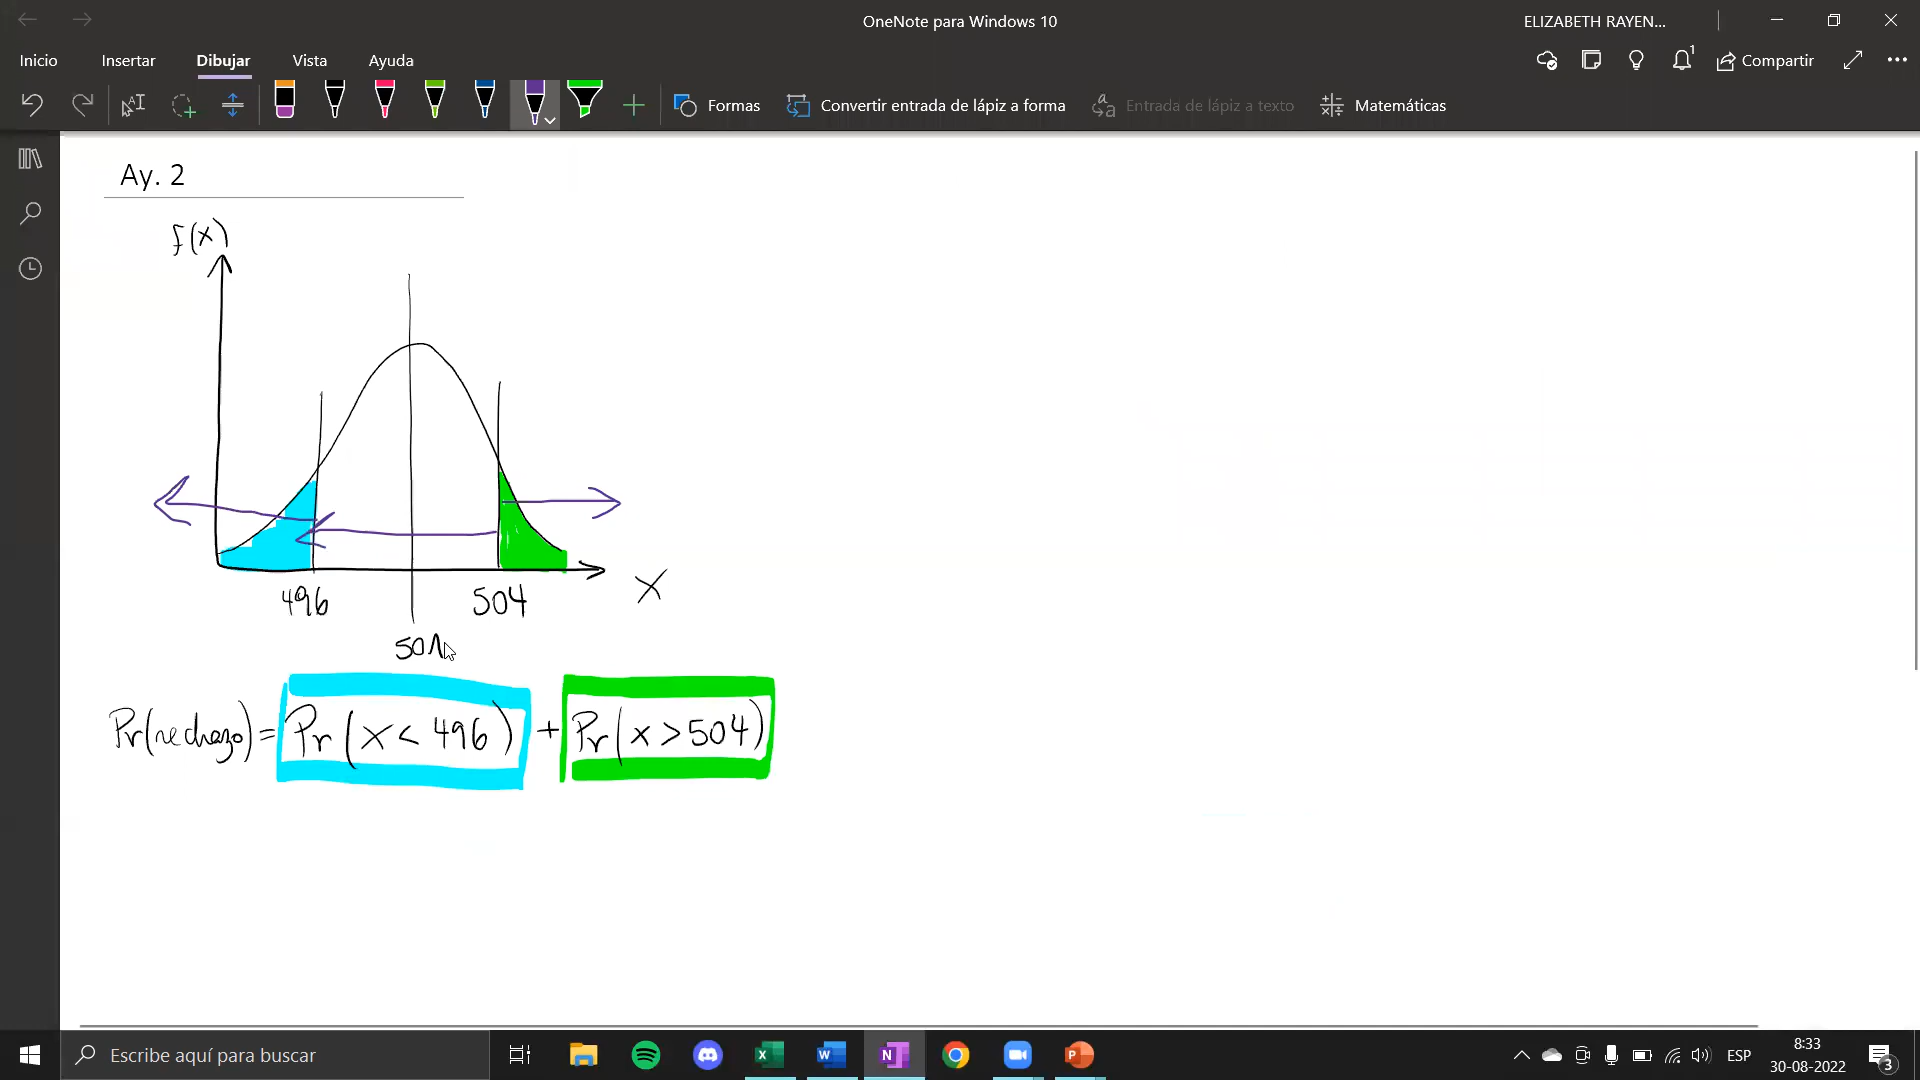 OneNote para Windows 10
ELIZABETH RAYEN...
Inicio
Insertar
Dibujar
Vista
Ayuda
1
Compartir
Formas
Convertir entrada de lápiz a forma
Entrada de lápiz a texto
Matemáticas
Ay. 2
f(x)
496
504
X
501
Pr(rechazo) = Pr(x < 496) + Pr(x > 504)
Escribe aquí para buscar
ESP
8:33
30-08-2022
3